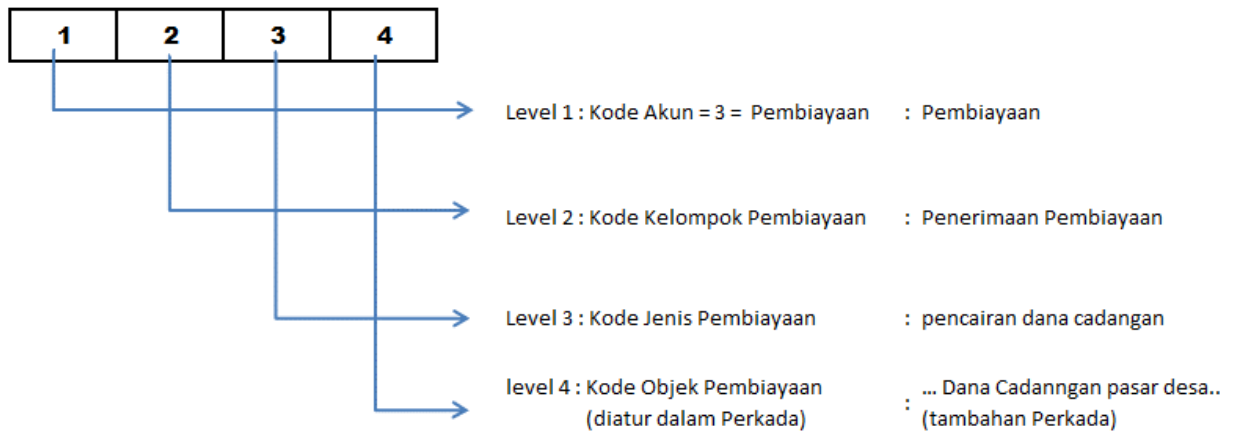 1 2 3 4
Level 1 : Kode Akun = 3 = Pembiayaan : Pembiayaan
Level 2 : Kode Kelompok Pembiayaan : Penerimaan Pembiayaan
Level 3 : Kode Jenis Pembiayaan : pencairan dana cadangan
level 4 : Kode Objek Pembiayaan : ... Dana Cadanngan pasar desa..
(diatur dalam Perkada) (tambahan Perkada)